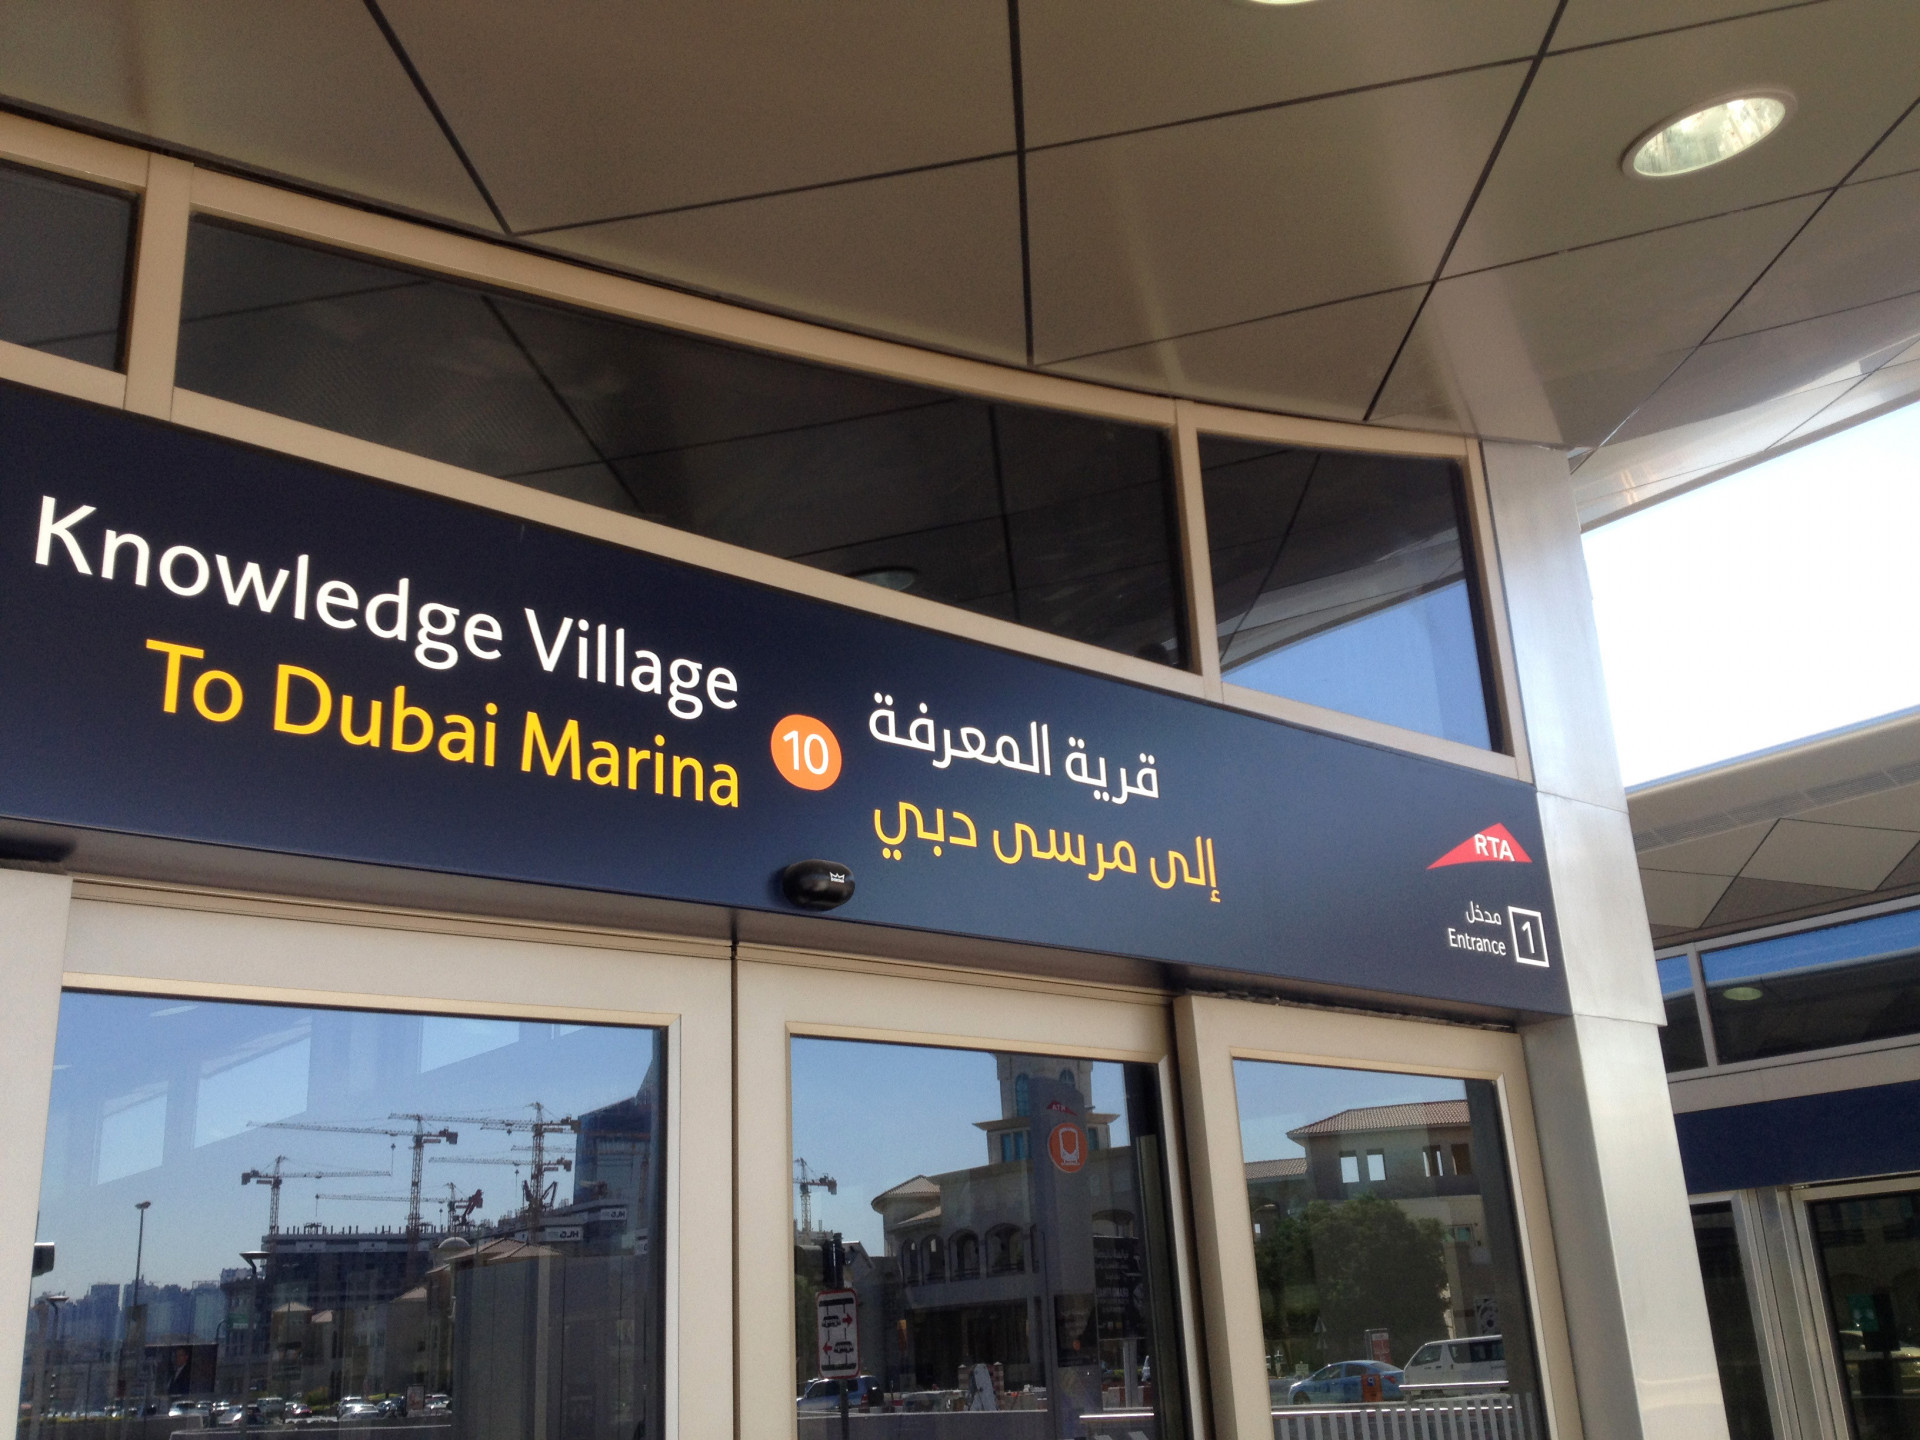 Knowledge Village
To Dubai Marina
10
قرية المعرفة
إلى مرسى دبي
RTA
مدخل
Entrance
1